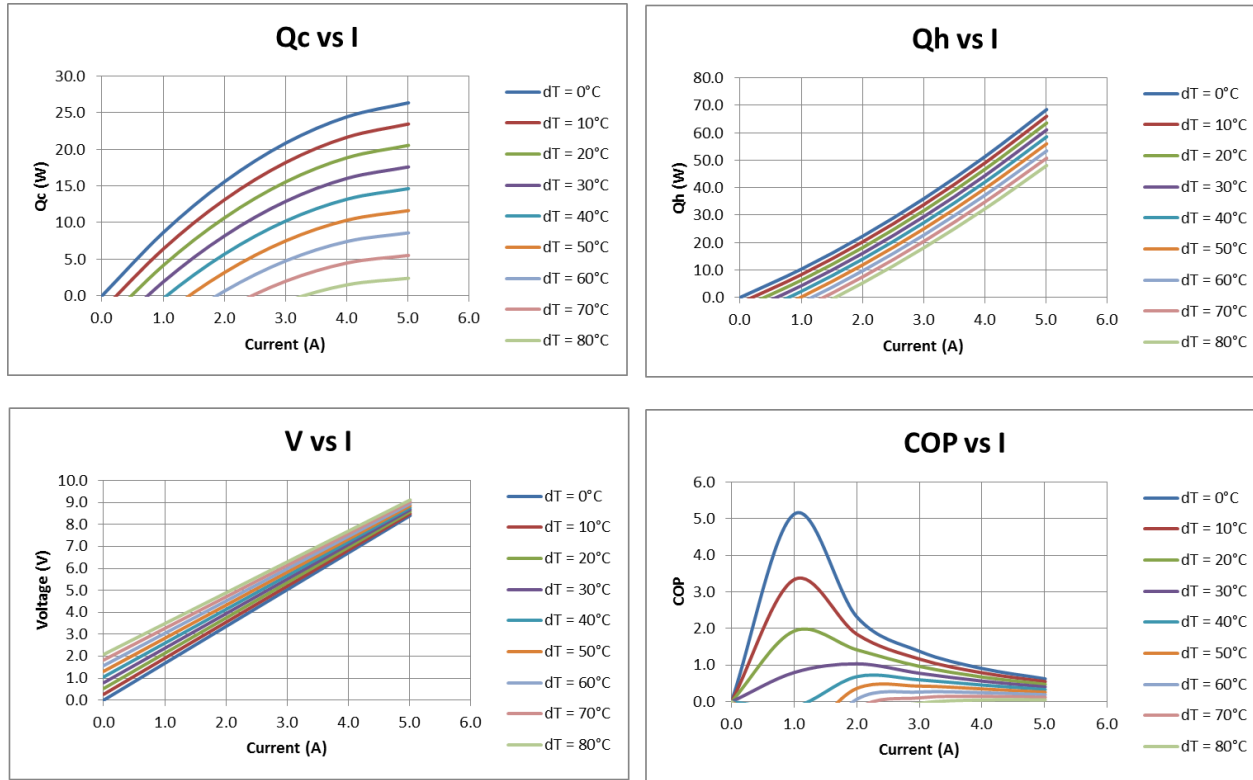 Qc vs I
30.0
25.0
20.0
15.0
10.0
5.0
0.0
Qc (W)
0.0 1.0 2.0 3.0 4.0 5.0 6.0
Current (A)
dT = 0°C
dT = 10°C
dT = 20°C
dT = 30°C
dT = 40°C
dT = 50°C
dT = 60°C
dT = 70°C
dT = 80°C
Qh vs I
80.0
70.0
60.0
50.0
40.0
30.0
20.0
10.0
0.0
Qh (W)
0.0 1.0 2.0 3.0 4.0 5.0 6.0
Current (A)
dT = 0°C
dT = 10°C
dT = 20°C
dT = 30°C
dT = 40°C
dT = 50°C
dT = 60°C
dT = 70°C
dT = 80°C
V vs I
10.0
9.0
8.0
7.0
6.0
5.0
4.0
3.0
2.0
1.0
0.0
Voltage (V)
0.0 1.0 2.0 3.0 4.0 5.0 6.0
Current (A)
dT = 0°C
dT = 10°C
dT = 20°C
dT = 30°C
dT = 40°C
dT = 50°C
dT = 60°C
dT = 70°C
dT = 80°C
COP vs I
6.0
5.0
4.0
3.0
2.0
1.0
0.0
COP
0.0 1.0 2.0 3.0 4.0 5.0 6.0
Current (A)
dT = 0°C
dT = 10°C
dT = 20°C
dT = 30°C
dT = 40°C
dT = 50°C
dT = 60°C
dT = 70°C
dT = 80°C